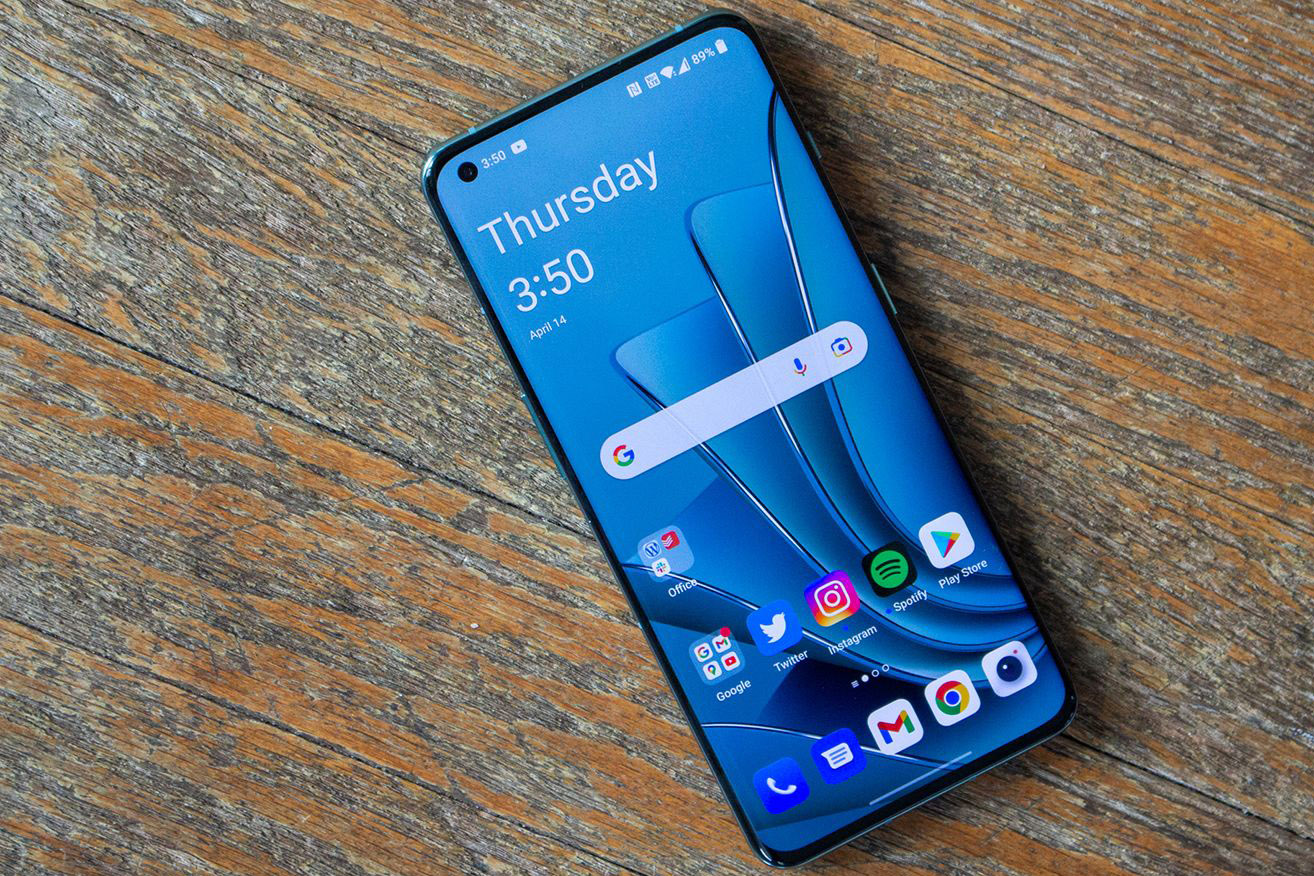 3:50
89%
Thursday
3:50
April 14
Office
Play Store
Spotify
Instagram
Twitter
Google